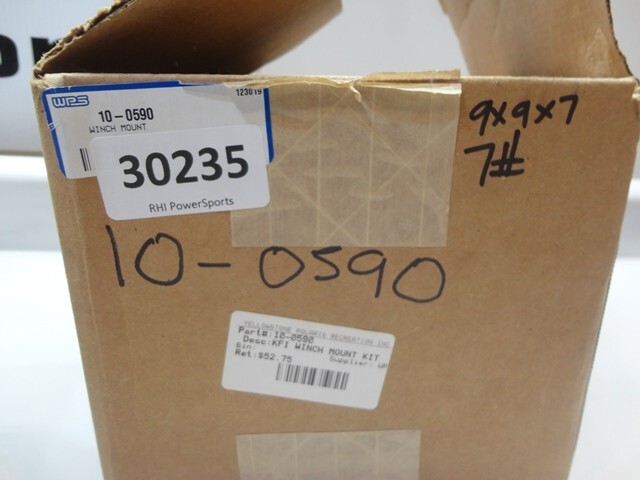 WPS
10-0590
123019
WINCH MOUNT
30235
RHI PowerSports
9x9x7
7#
10-0590
YELLOWSTONE POLARIS RECREATION INC
Part#:10-0590
Desc:KFI WINCH MOUNT KIT
Bin: Supplier: WP
Ret:$52.75